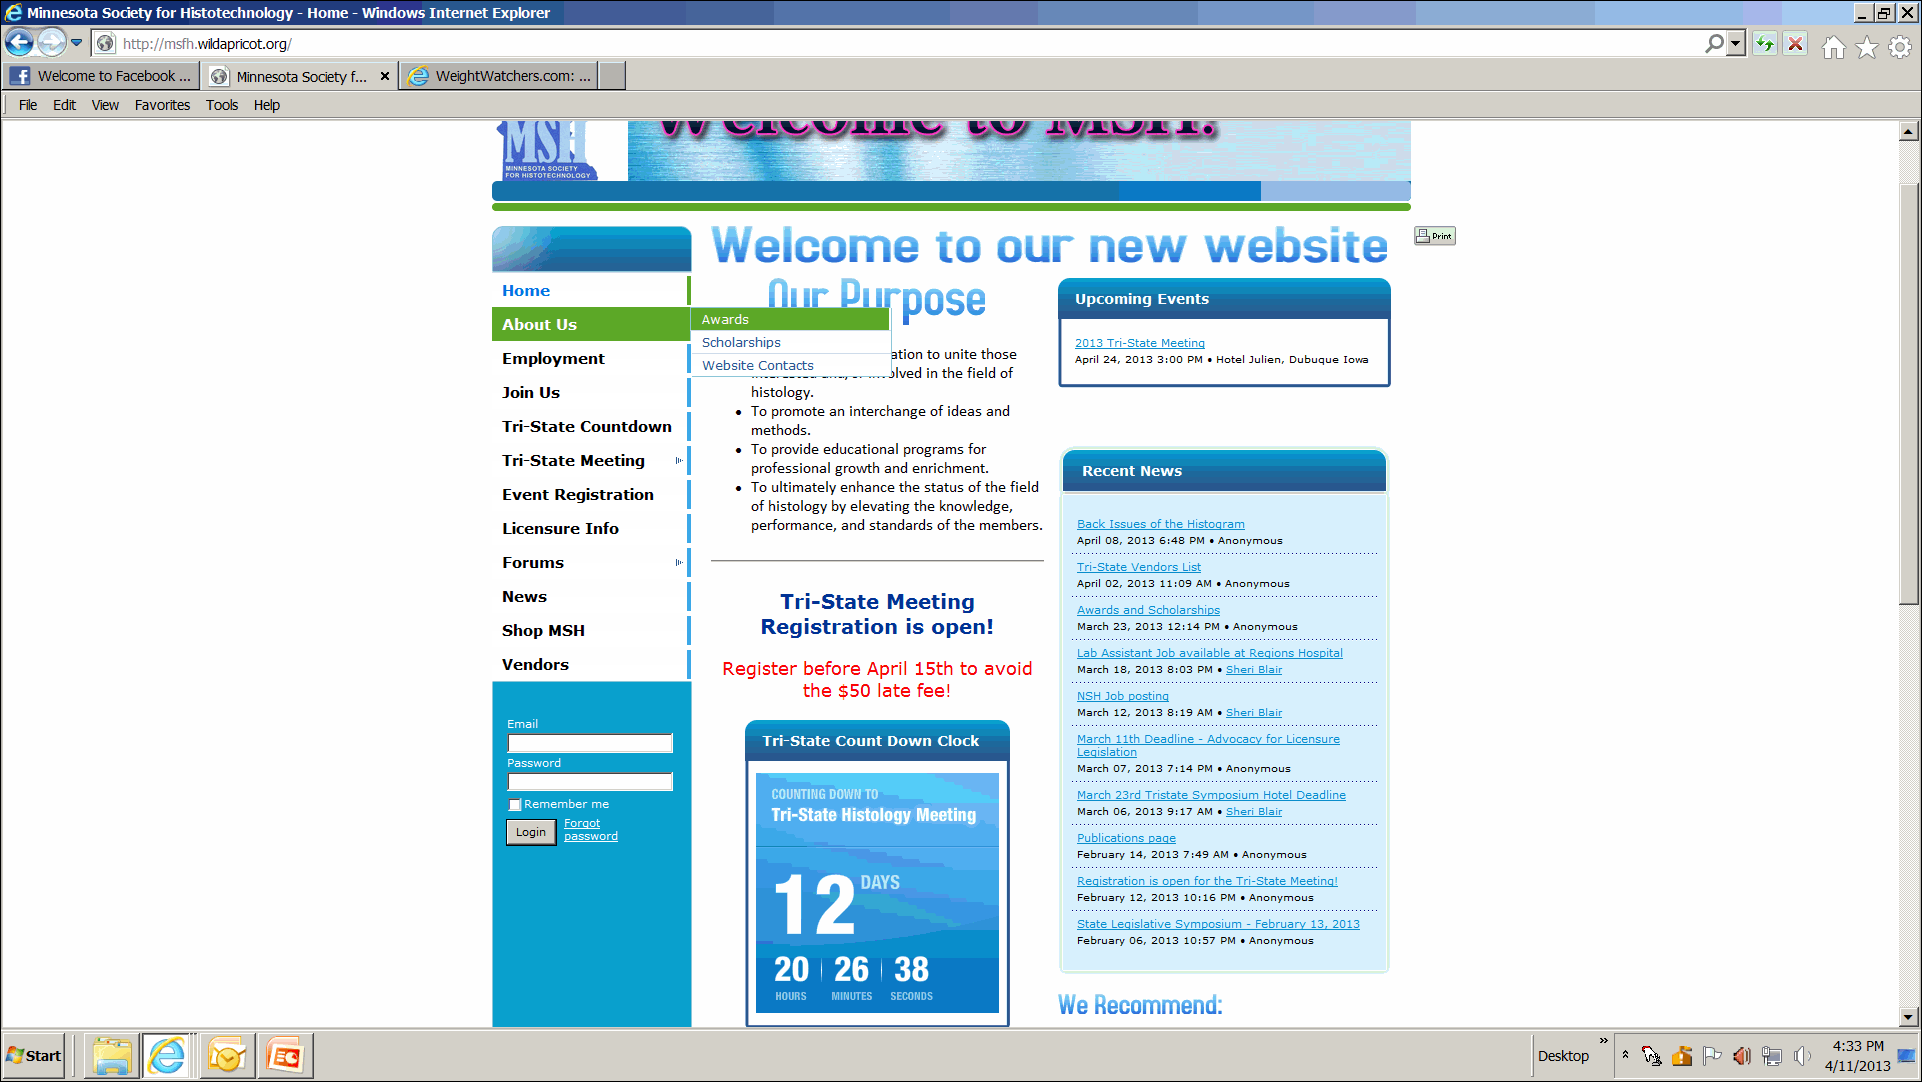 Minnesota Society for Histotechnology - Home - Windows Internet Explorer
http://msfh.wildapricot.org/
Welcome to Facebook ...
Minnesota Society f...
WeightWatchers.com: ...
File Edit View Favorites Tools Help
Welcome to MSH!
MSH
MINNESOTA SOCIETY
FOR HISTOTECHNOLOGY
Welcome to our new website
Print
Home
About Us
Employment
Join Us
Tri-State Countdown
Tri-State Meeting
Event Registration
Licensure Info
Forums
News
Shop MSH
Vendors
Awards
Scholarships
Website Contacts
Email
Password
Remember me
Login
Forgot
password
Our Purpose
ation to unite those
volved in the field of
histology.
• To promote an interchange of ideas and
methods.
• To provide educational programs for
professional growth and enrichment.
• To ultimately enhance the status of the field
of histology by elevating the knowledge,
performance, and standards of the members.
Tri-State Meeting
Registration is open!
Register before April 15th to avoid
the $50 late fee!
Tri-State Count Down Clock
COUNTING DOWN TO
Tri-State Histology Meeting
12 DAYS
20 26 38
HOURS MINUTES SECONDS
Upcoming Events
2013 Tri-State Meeting
April 24, 2013 3:00 PM • Hotel Julien, Dubuque Iowa
Recent News
Back Issues of the Histogram
April 08, 2013 6:48 PM • Anonymous
Tri-State Vendors List
April 02, 2013 11:09 AM • Anonymous
Awards and Scholarships
March 23, 2013 12:14 PM • Anonymous
Lab Assistant Job available at Regions Hospital
March 18, 2013 8:03 PM • Sheri Blair
NSH Job posting
March 12, 2013 8:19 AM • Sheri Blair
March 11th Deadline - Advocacy for Licensure
Legislation
March 07, 2013 7:14 PM • Anonymous
March 23rd Tristate Symposium Hotel Deadline
March 06, 2013 9:17 AM • Sheri Blair
Publications page
February 14, 2013 7:49 AM • Anonymous
Registration is open for the Tri-State Meeting!
February 12, 2013 10:16 PM • Anonymous
State Legislative Symposium - February 13, 2013
February 06, 2013 10:57 PM • Anonymous
We Recommend:
Start
Desktop
4:33 PM
4/11/2013